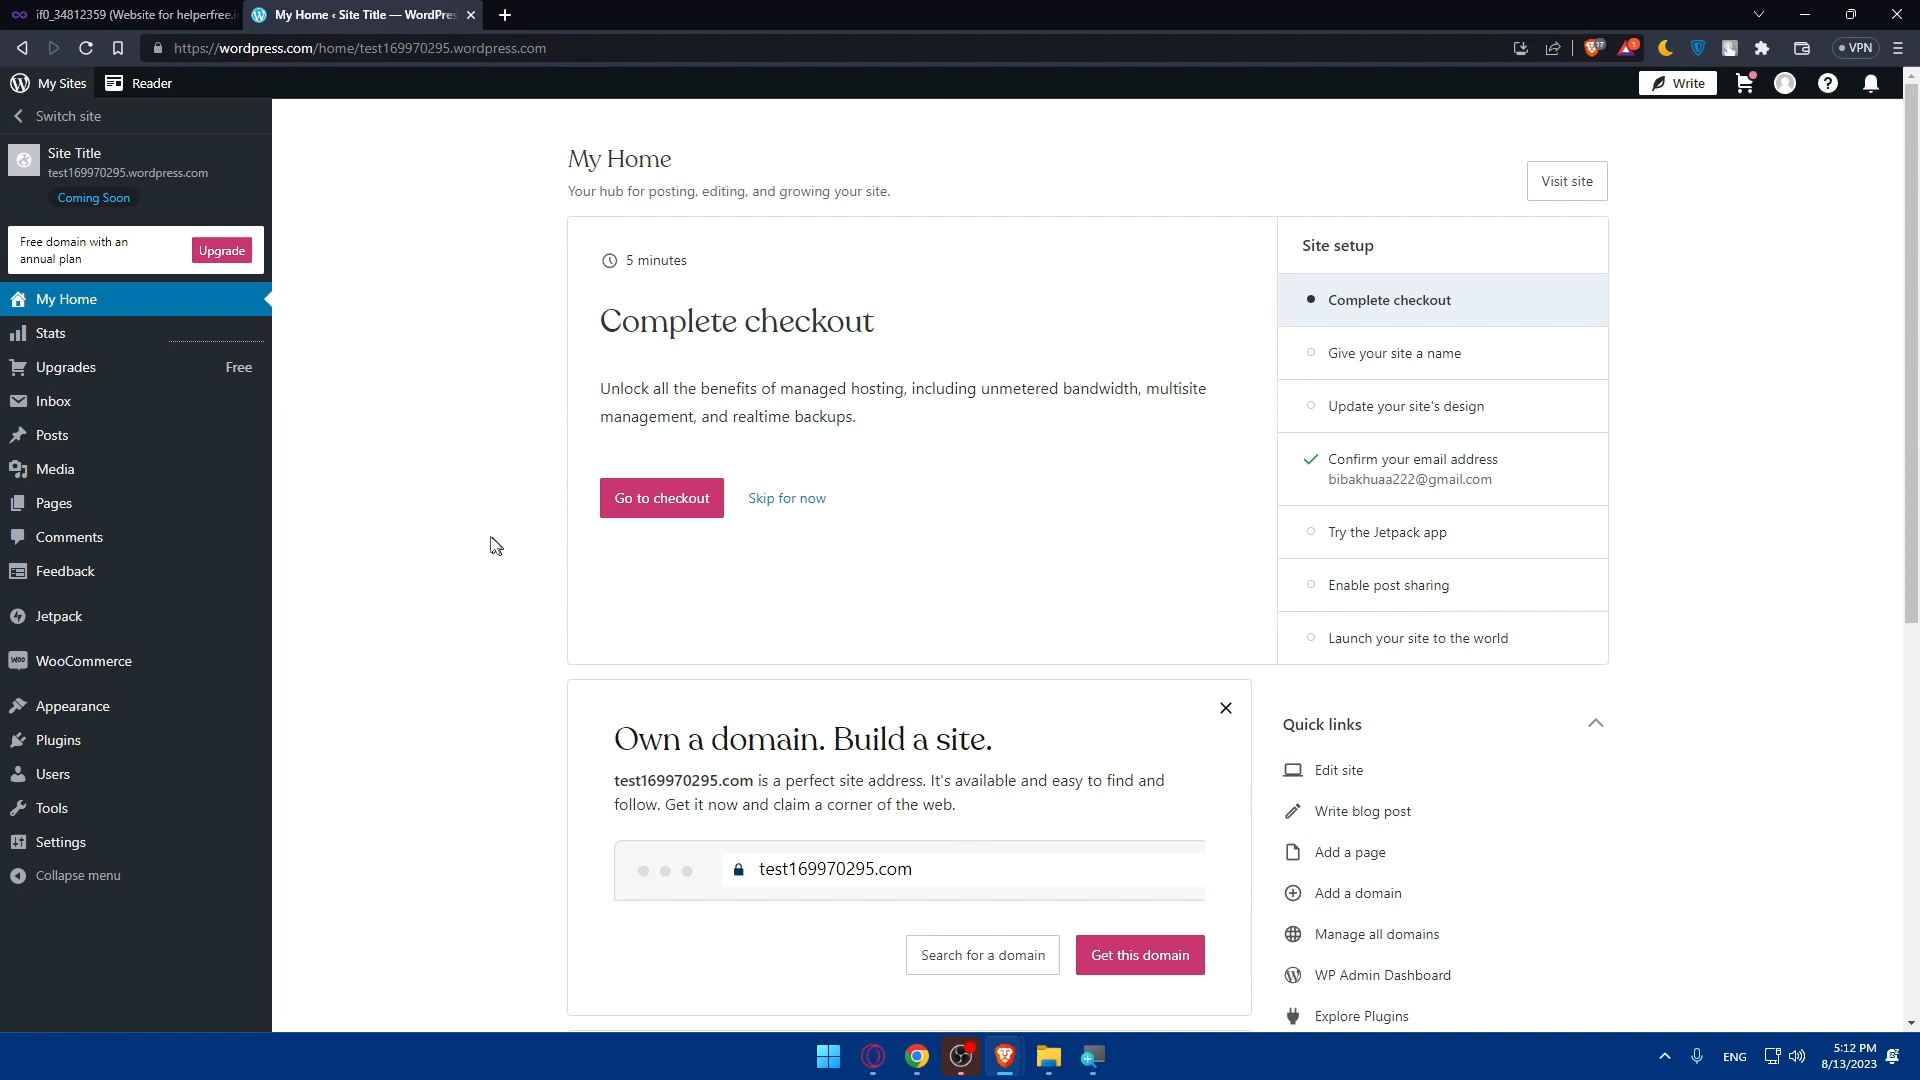 if0_34812359 (Website for helperfree.i
My Home ‹ Site Title — WordPres
https://wordpress.com/home/test169970295.wordpress.com
17
1
VPN
My Sites
Reader
Write
Switch site
Site Title
test169970295.wordpress.com
Coming Soon
Free domain with an
annual plan
Upgrade
My Home
Stats
Upgrades
Free
Inbox
Posts
Media
Pages
Comments
Feedback
Jetpack
WooCommerce
Appearance
Plugins
Users
Tools
Settings
Collapse menu
My Home
Your hub for posting, editing, and growing your site.
Visit site
5 minutes
Complete checkout
Unlock all the benefits of managed hosting, including unmetered bandwidth, multisite
management, and realtime backups.
Go to checkout
Skip for now
Site setup
Complete checkout
Give your site a name
Update your site's design
Confirm your email address
bibakhuaa222@gmail.com
Try the Jetpack app
Enable post sharing
Launch your site to the world
Own a domain. Build a site.
test169970295.com is a perfect site address. It's available and easy to find and
follow. Get it now and claim a corner of the web.
test169970295.com
Search for a domain
Get this domain
Quick links
Edit site
Write blog post
Add a page
Add a domain
Manage all domains
WP Admin Dashboard
Explore Plugins
ENG
5:12 PM
8/13/2023